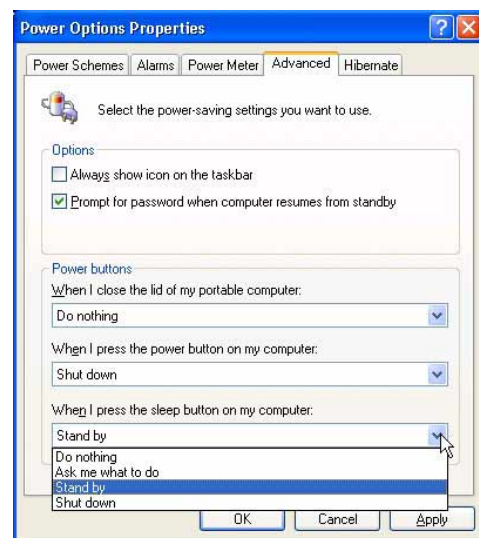 Power Options Properties
Power Schemes Alarms Power Meter Advanced Hibernate
Select the power-saving settings you want to use.
Options
Always show icon on the taskbar
Prompt for password when computer resumes from standby
Power buttons
When I close the lid of my portable computer:
Do nothing
When I press the power button on my computer:
Shut down
When I press the sleep button on my computer:
Stand by
Do nothing
Ask me what to do
Stand by
Shut down
OK Cancel Apply